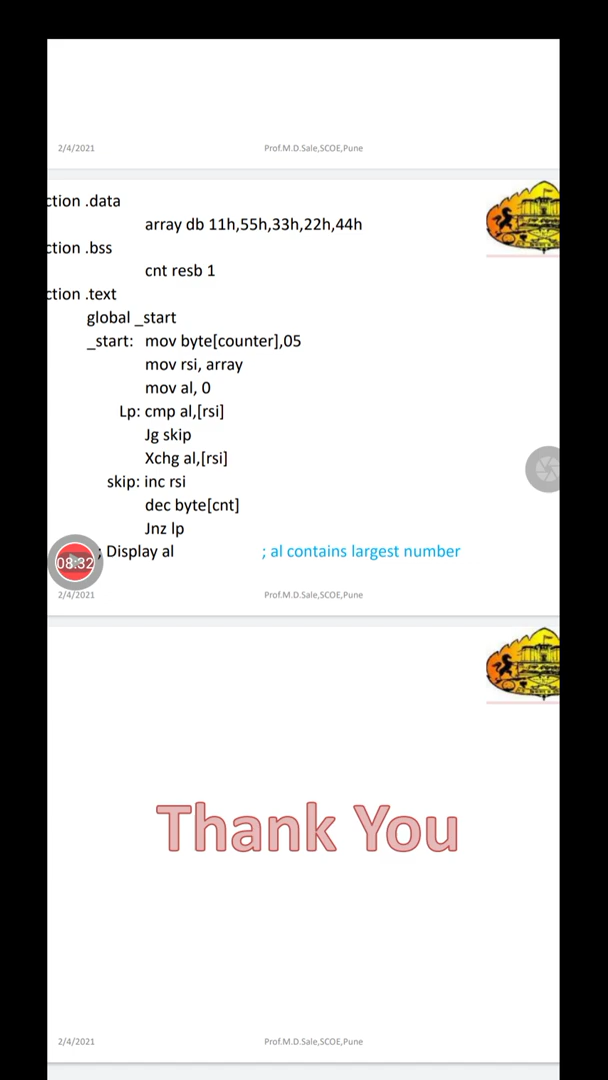 2/4/2021 Prof.M.D.Sale,SCOE,Pune
ction .data
array db 11h,55h,33h,22h,44h
ction .bss
cnt resb 1
ction .text
global _start
_start: mov byte[counter],05
mov rsi, array
mov al, 0
Lp: cmp al,[rsi]
Jg skip
Xchg al,[rsi]
skip: inc rsi
dec byte[cnt]
Jnz lp
; Display al ; al contains largest number
08:32
2/4/2021 Prof.M.D.Sale,SCOE,Pune
Thank You
2/4/2021 Prof.M.D.Sale,SCOE,Pune